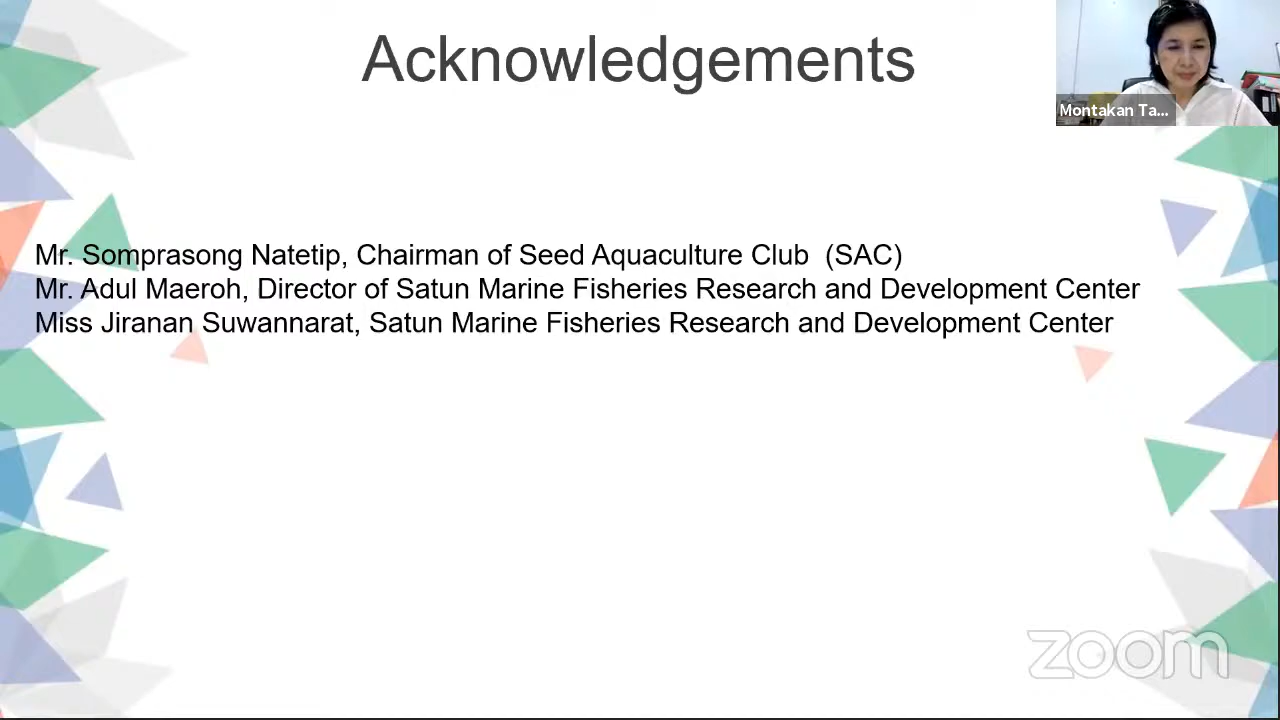 Acknowledgements
Montakan Ta...
Mr. Somprasong Natetip, Chairman of Seed Aquaculture Club  (SAC)
Mr. Adul Maeroh, Director of Satun Marine Fisheries Research and Development Center
Miss Jiranan Suwannarat, Satun Marine Fisheries Research and Development Center
zoom